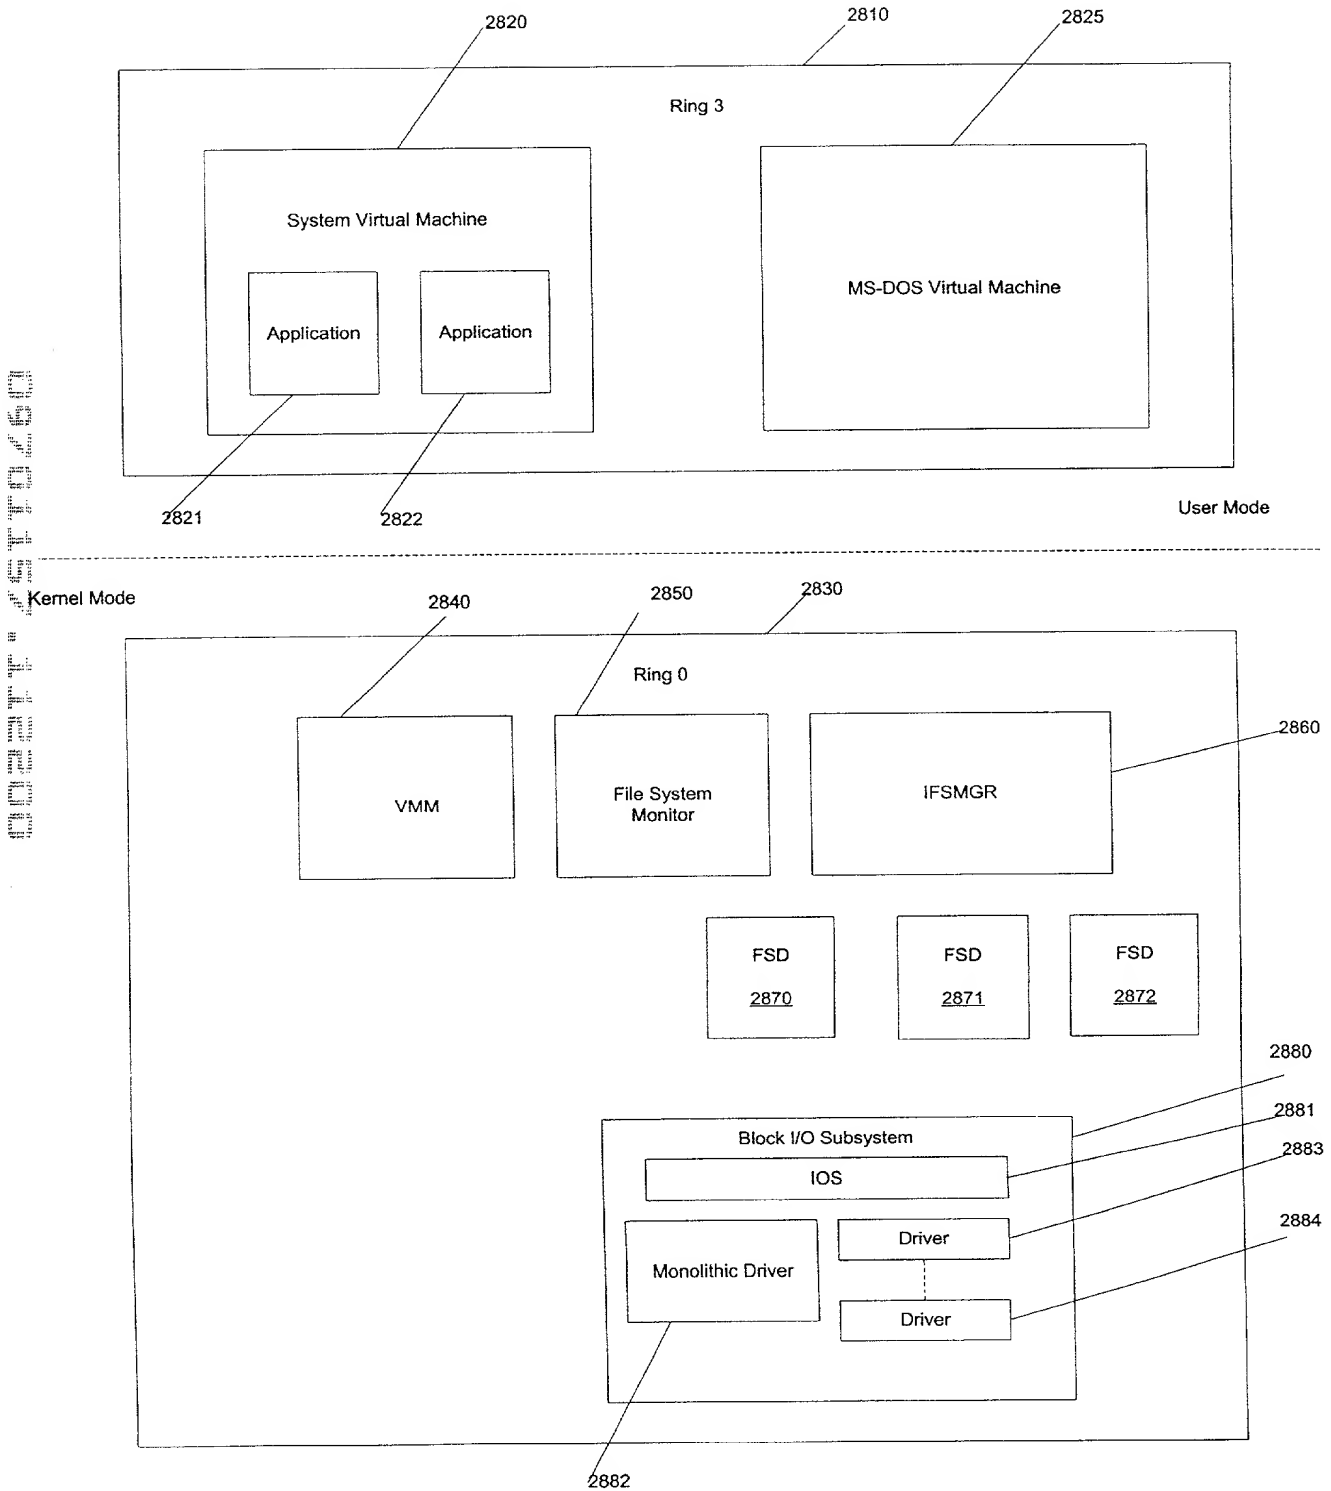 2820
2810
2825
Ring 3
System Virtual Machine
MS-DOS Virtual Machine
Application
Application
2821
2822
User Mode
Kernel Mode
2840
2850
2830
Ring 0
2860
VMM
File System
Monitor
IFSMGR
FSD
2870
FSD
2871
FSD
2872
2880
2881
Block I/O Subsystem
2883
IOS
2884
Driver
Monolithic Driver
Driver
2882